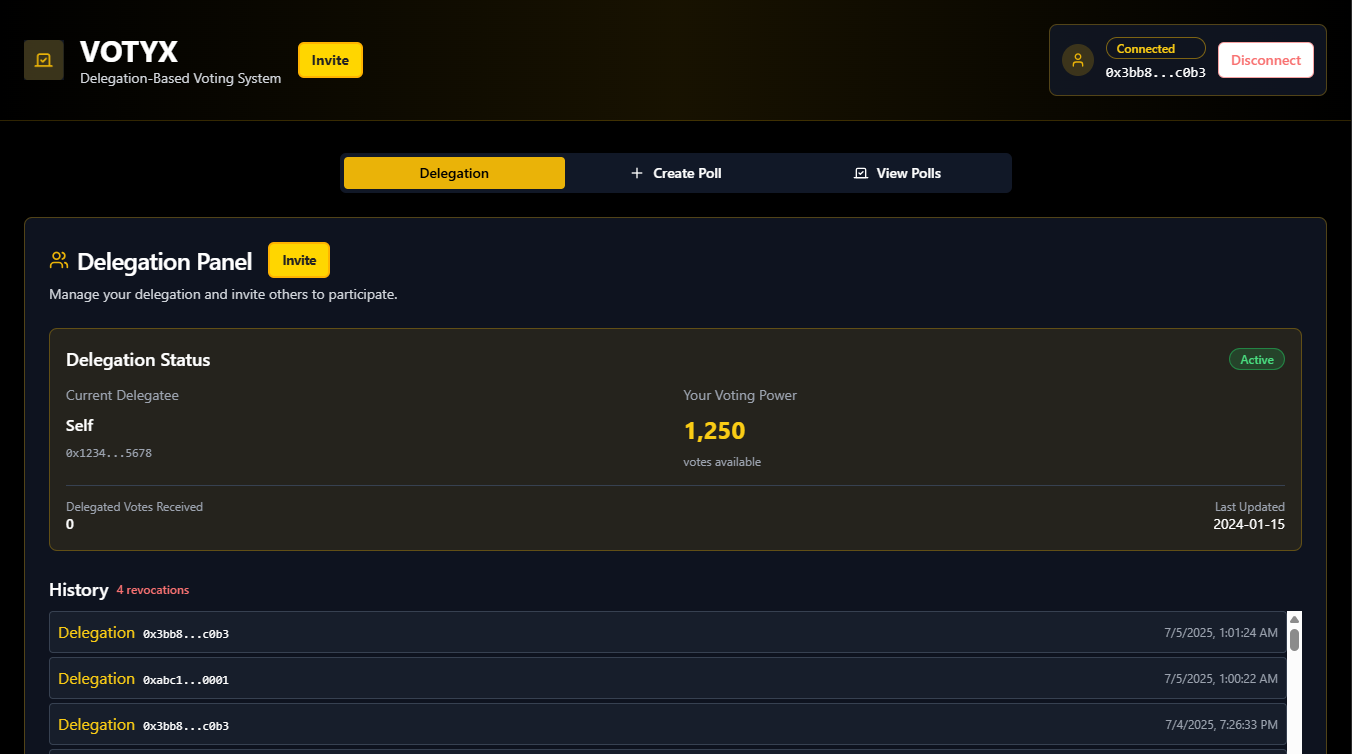 VOTYX
Delegation-Based Voting System
Invite
Connected
0x3bb8...c0b3
Disconnect
Delegation
Create Poll
View Polls
Delegation Panel
Invite
Manage your delegation and invite others to participate.
Delegation Status
Active
Current Delegatee
Your Voting Power
Self
1,250
0x1234...5678
votes available
Delegated Votes Received
Last Updated
0
2024-01-15
History 4 revocations
Delegation 0x3bb8...c0b3 7/5/2025, 1:01:24 AM
Delegation 0xabc1...0001 7/5/2025, 1:00:22 AM
Delegation 0x3bb8...c0b3 7/4/2025, 7:26:33 PM